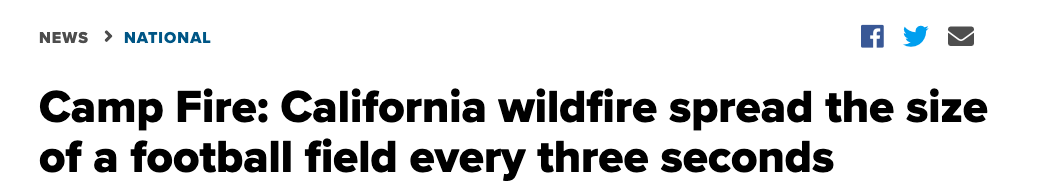 NEWS > NATIONAL
Camp Fire: California wildfire spread the size
of a football field every three seconds